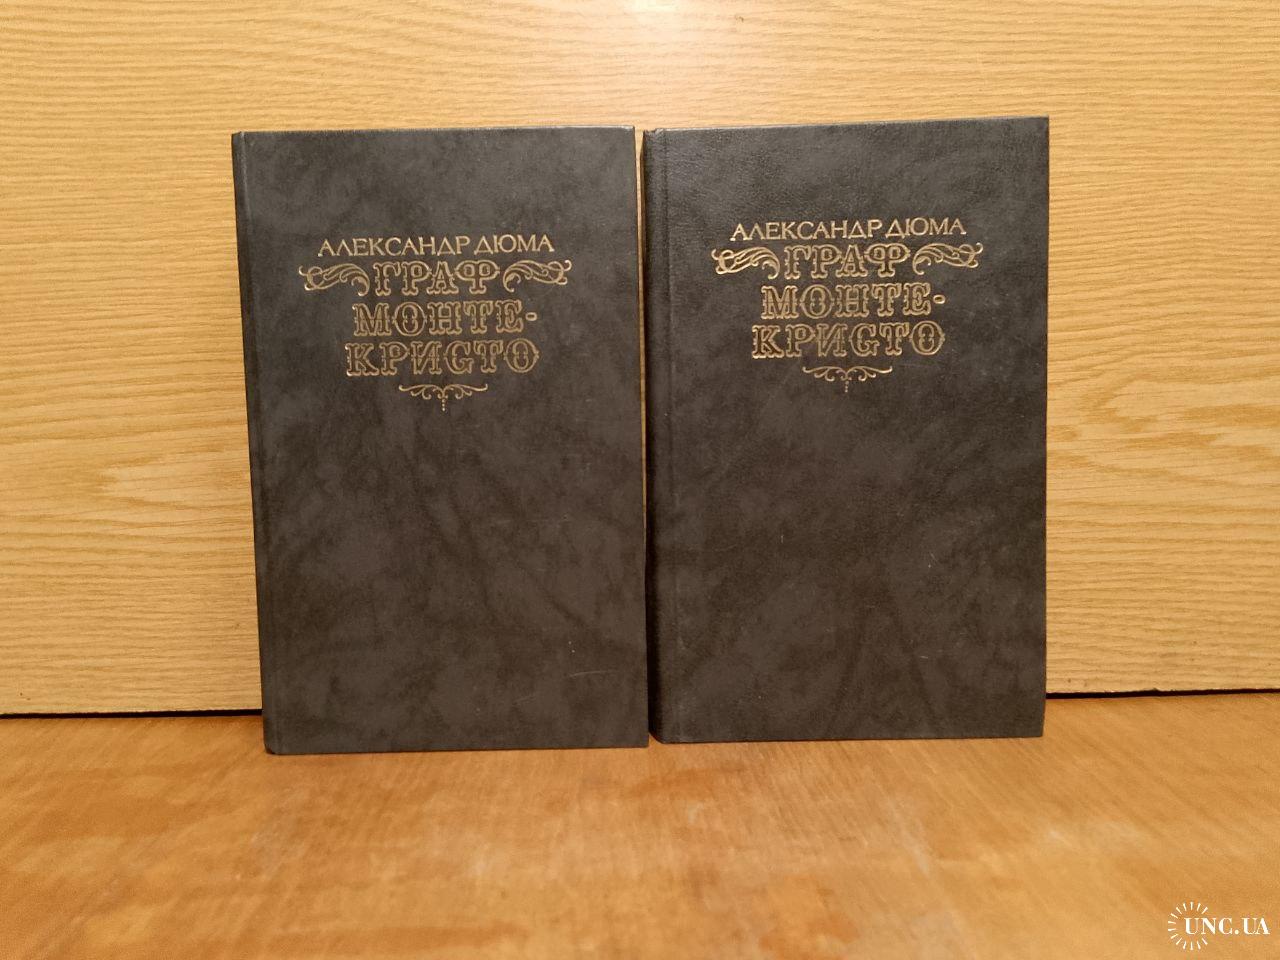 АЛЕКСАНДР ДЮМА
ГРАФ
МОНТЕ-
КРИСТО
АЛЕКСАНДР ДЮМА
ГРАФ
МОНТЕ-
КРИСТО
UNC.UA